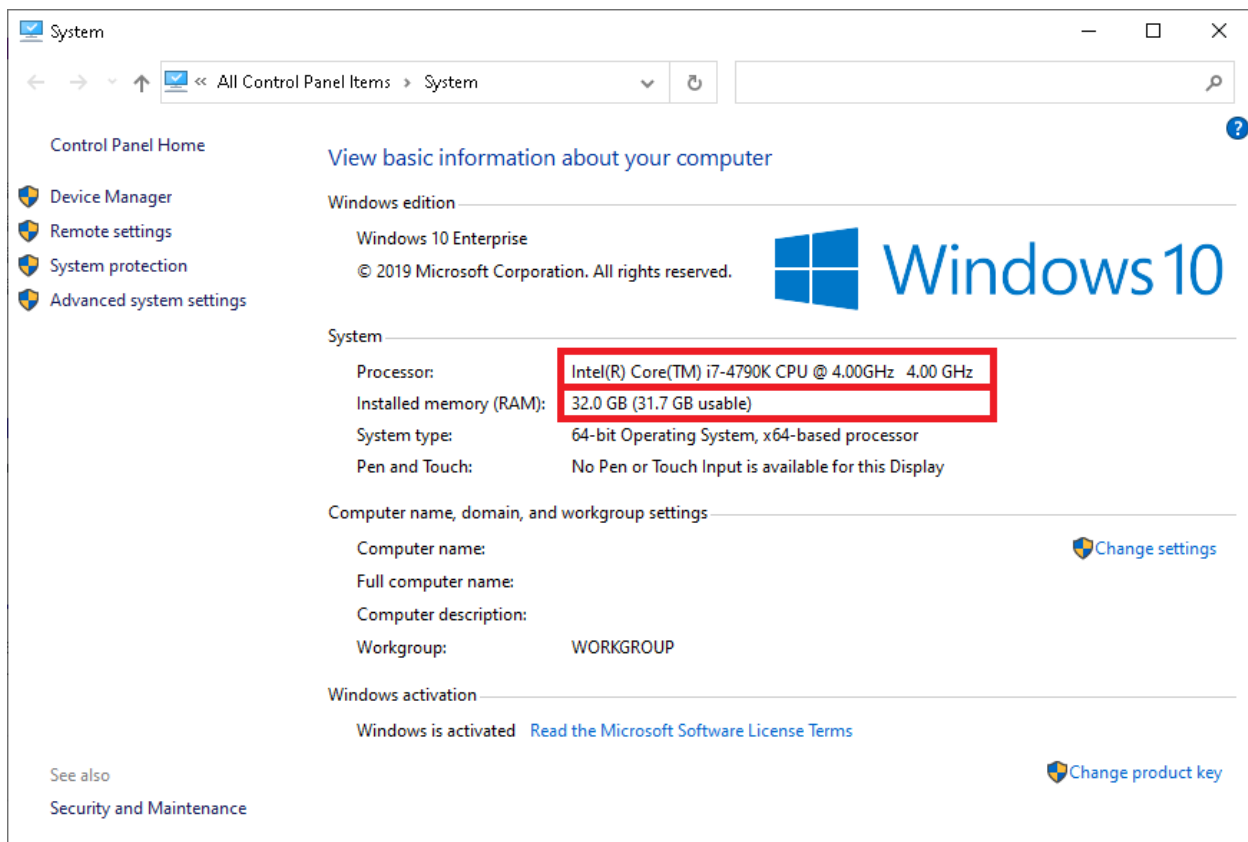 System
« All Control Panel Items › System
?
Control Panel Home
Device Manager
Remote settings
System protection
Advanced system settings
View basic information about your computer
Windows edition
Windows 10 Enterprise
© 2019 Microsoft Corporation. All rights reserved.
Windows 10
System
Processor: Intel(R) Core(TM) i7-4790K CPU @ 4.00GHz 4.00 GHz
Installed memory (RAM): 32.0 GB (31.7 GB usable)
System type: 64-bit Operating System, x64-based processor
Pen and Touch: No Pen or Touch Input is available for this Display
Computer name, domain, and workgroup settings
Computer name:
Change settings
Full computer name:
Computer description:
Workgroup: WORKGROUP
Windows activation
Windows is activated Read the Microsoft Software License Terms
Change product key
See also
Security and Maintenance